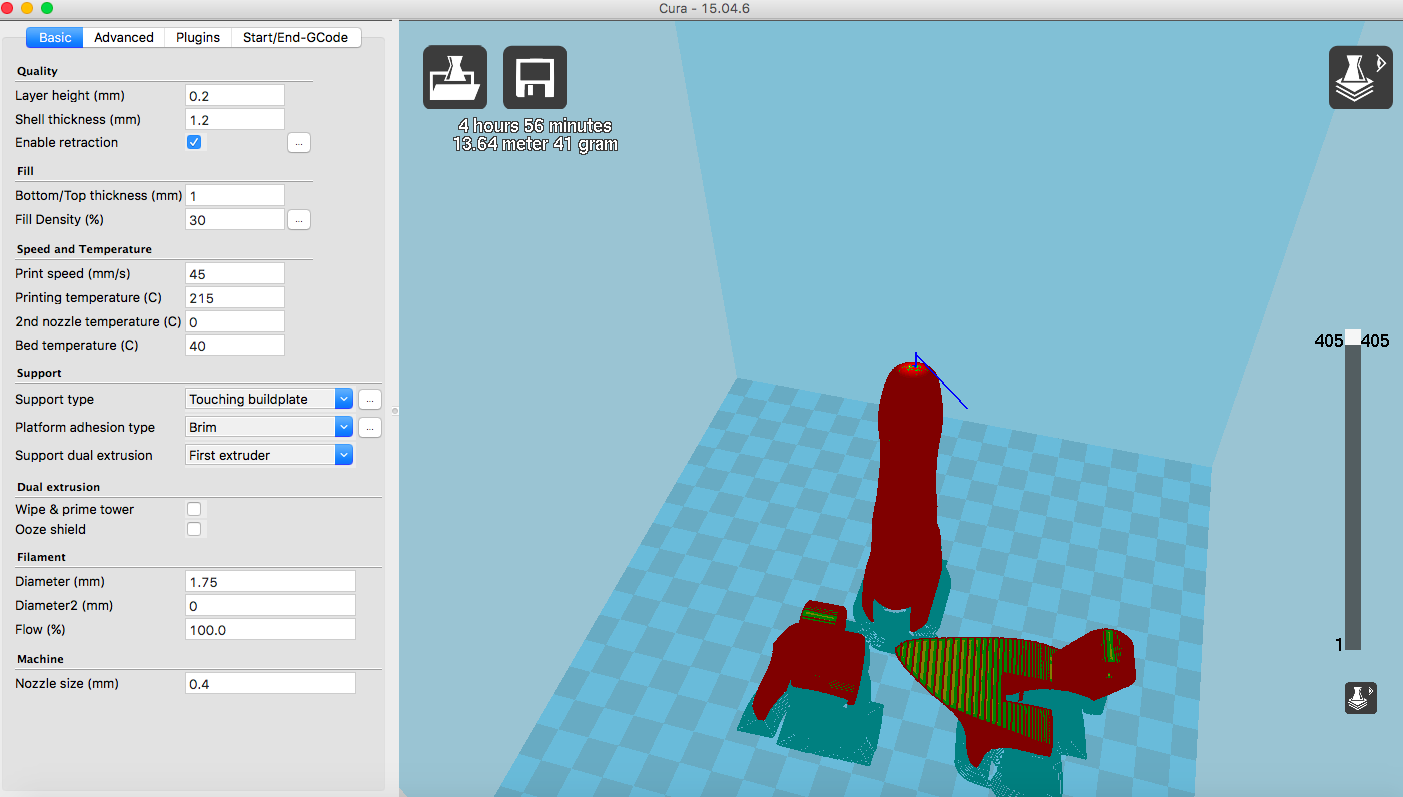 Cura - 15.04.6
Basic Advanced Plugins Start/End-GCode
Quality
Layer height (mm) 0.2
Shell thickness (mm) 1.2
Enable retraction ...
Fill
Bottom/Top thickness (mm) 1
Fill Density (%) 30 ...
Speed and Temperature
Print speed (mm/s) 45
Printing temperature (C) 215
2nd nozzle temperature (C) 0
Bed temperature (C) 40
Support
Support type Touching buildplate ...
Platform adhesion type Brim ...
Support dual extrusion First extruder
Dual extrusion
Wipe & prime tower
Ooze shield
Filament
Diameter (mm) 1.75
Diameter2 (mm) 0
Flow (%) 100.0
Machine
Nozzle size (mm) 0.4
4 hours 56 minutes
13.64 meter 41 gram
405 405
1